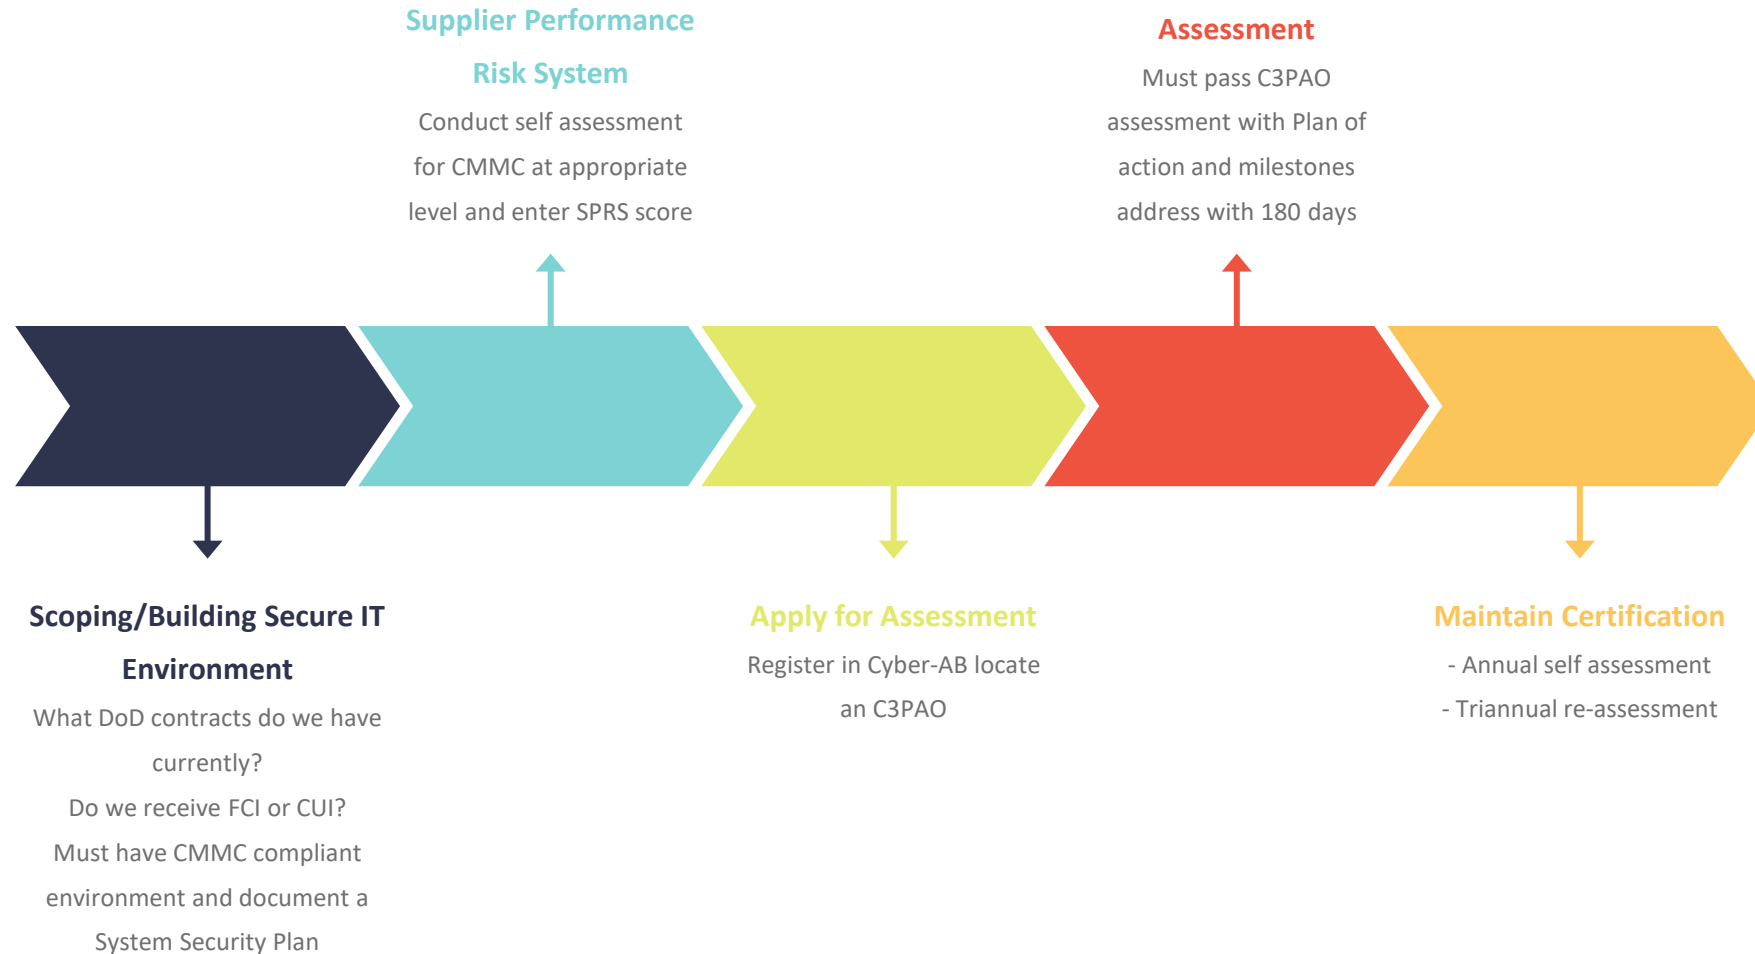 Supplier Performance
Risk System
Conduct self assessment
for CMMC at appropriate
level and enter SPRS score
Assessment
Must pass C3PAO
assessment with Plan of
action and milestones
address with 180 days
Scoping/Building Secure IT
Environment
What DoD contracts do we have
currently?
Do we receive FCI or CUI?
Must have CMMC compliant
environment and document a
System Security Plan
Apply for Assessment
Register in Cyber-AB locate
an C3PAO
Maintain Certification
- Annual self assessment
- Triannual re-assessment